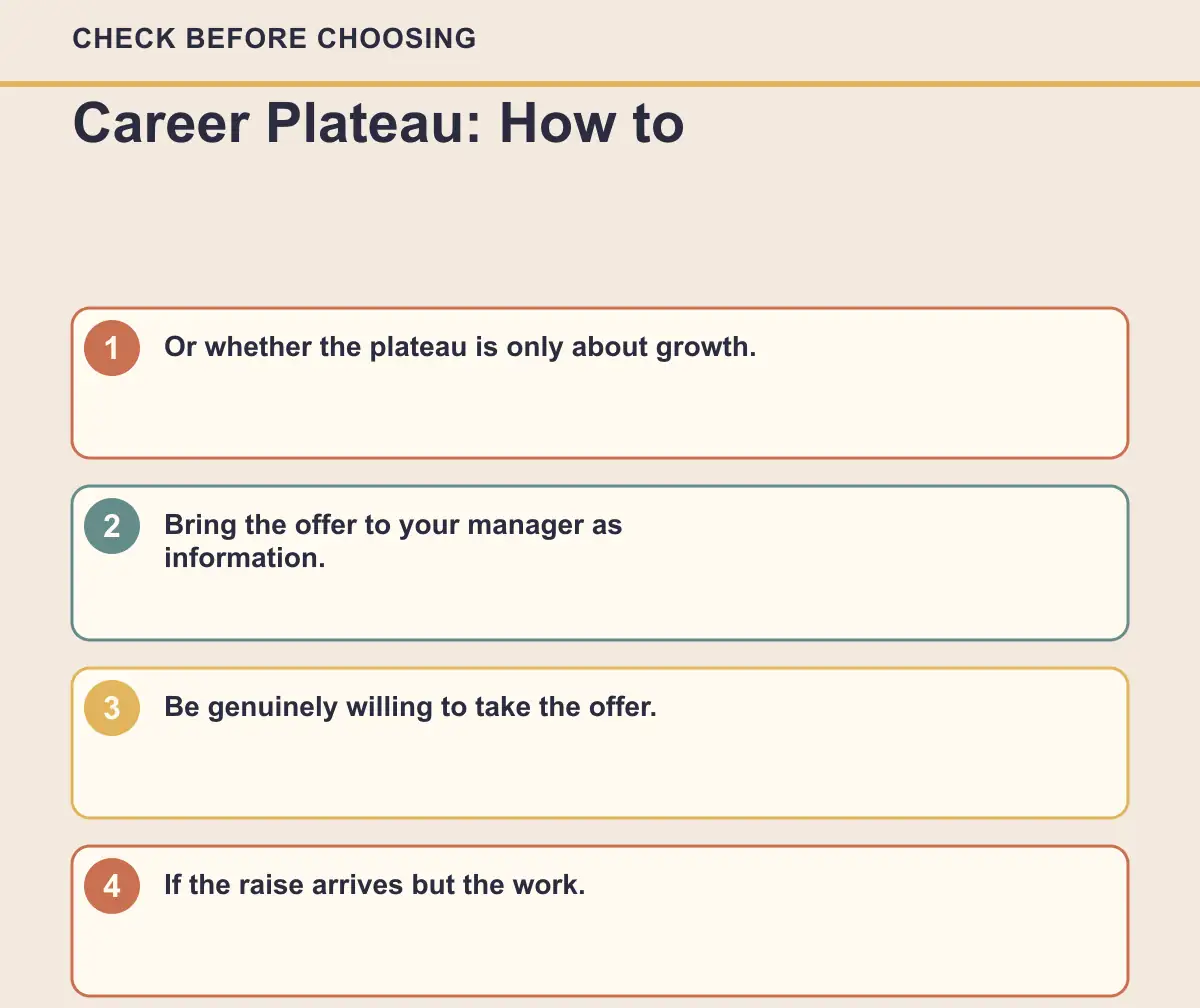 CHECK BEFORE CHOOSING
Career Plateau: How to
1
Or whether the plateau is only about growth.
2
Bring the offer to your manager as
information.
3
Be genuinely willing to take the offer.
4
If the raise arrives but the work.